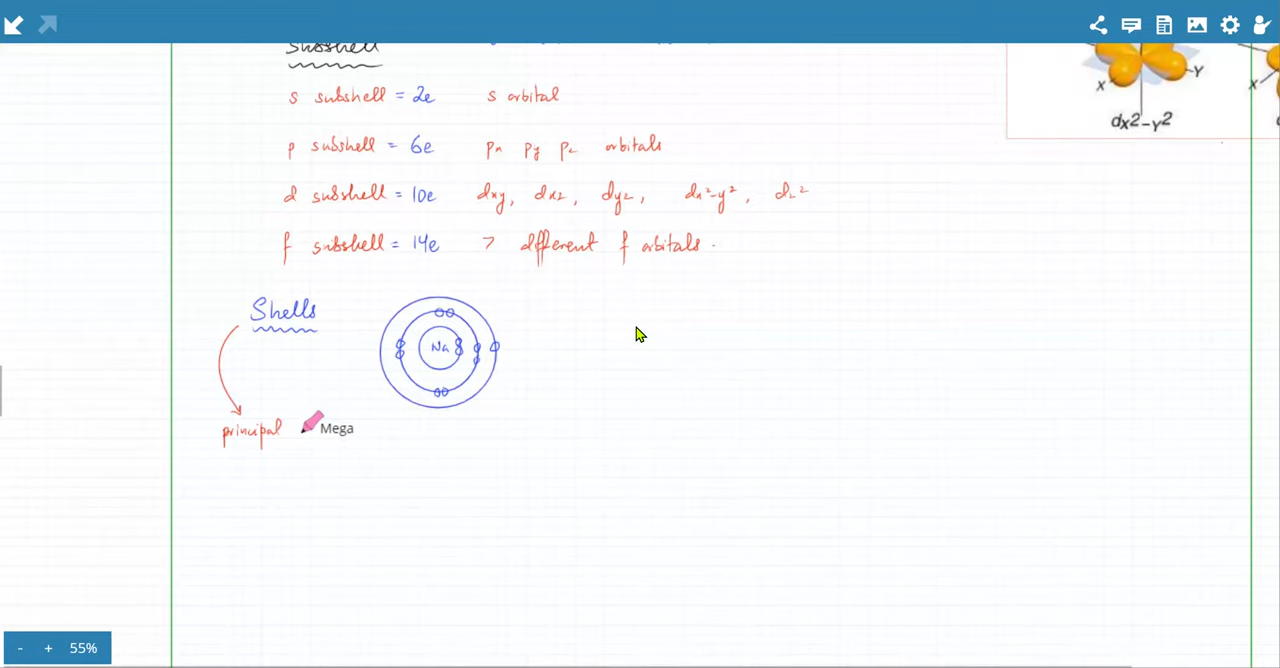 Subshell
s subshell = 2e s orbital
p subshell = 6e px py pz orbitals
d subshell = 10e dxy, dxz, dyz, dx²-y², dz²
f subshell = 14e 7 different f orbitals.
Shells
Na
principal
Mega
X
Y
dx2-Y2
X
55%